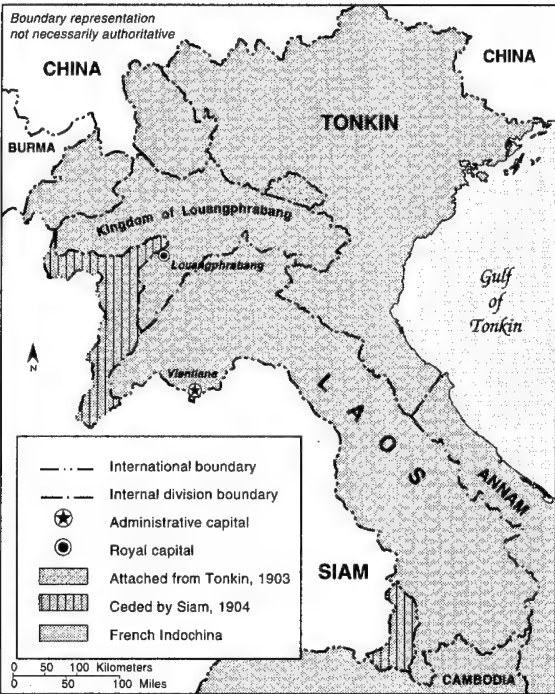 Boundary representation
not necessarily authoritative
CHINA
CHINA
BURMA
TONKIN
Kingdom of Louangphrabang
Louangphrabang
Gulf
of
Tonkin
N
Vientiane
LAOS
ANNAM
SIAM
CAMBODIA
International boundary
Internal division boundary
Administrative capital
Royal capital
Attached from Tonkin, 1903
Ceded by Siam, 1904
French Indochina
0 50 100 Kilometers
0 50 100 Miles